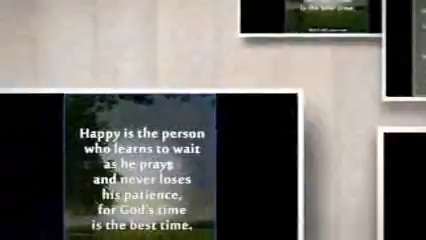 Happy is the person
who learns to wait
as he prays
and never loses
his patience,
for God's time
is the best time.